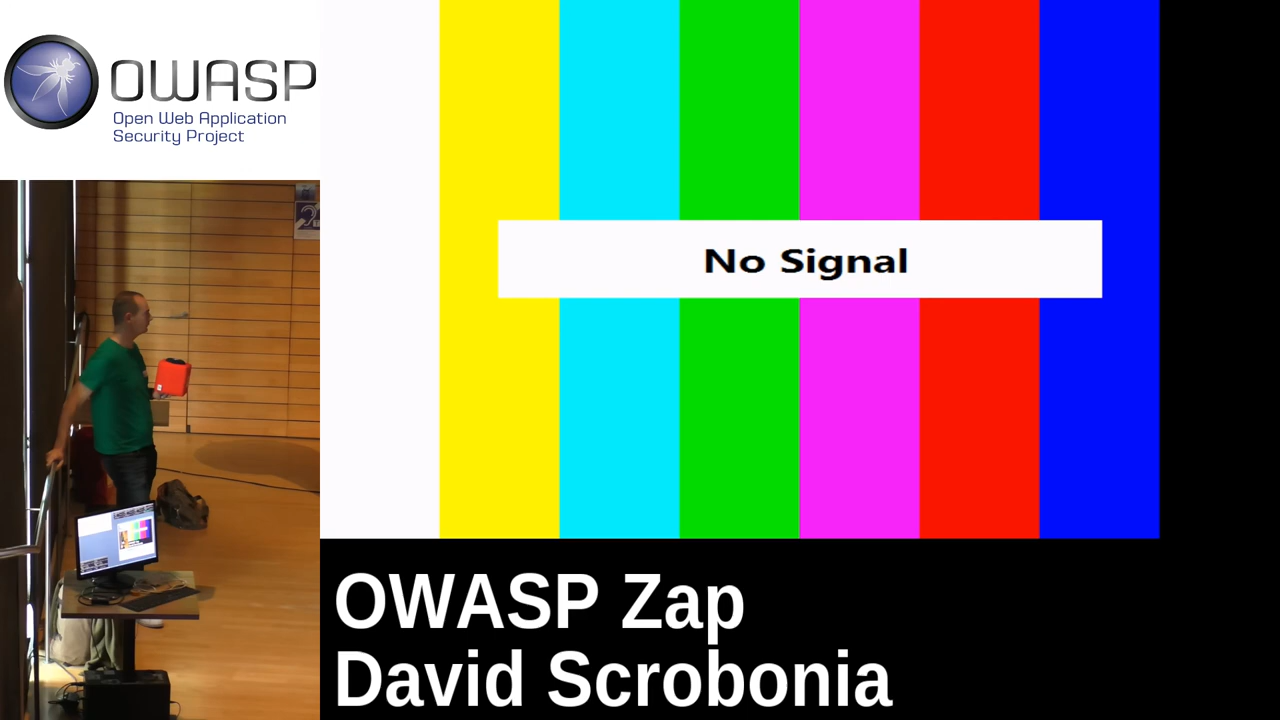 OWASP
Open Web Application
Security Project
No Signal
OWASP Zap
David Scrobonia